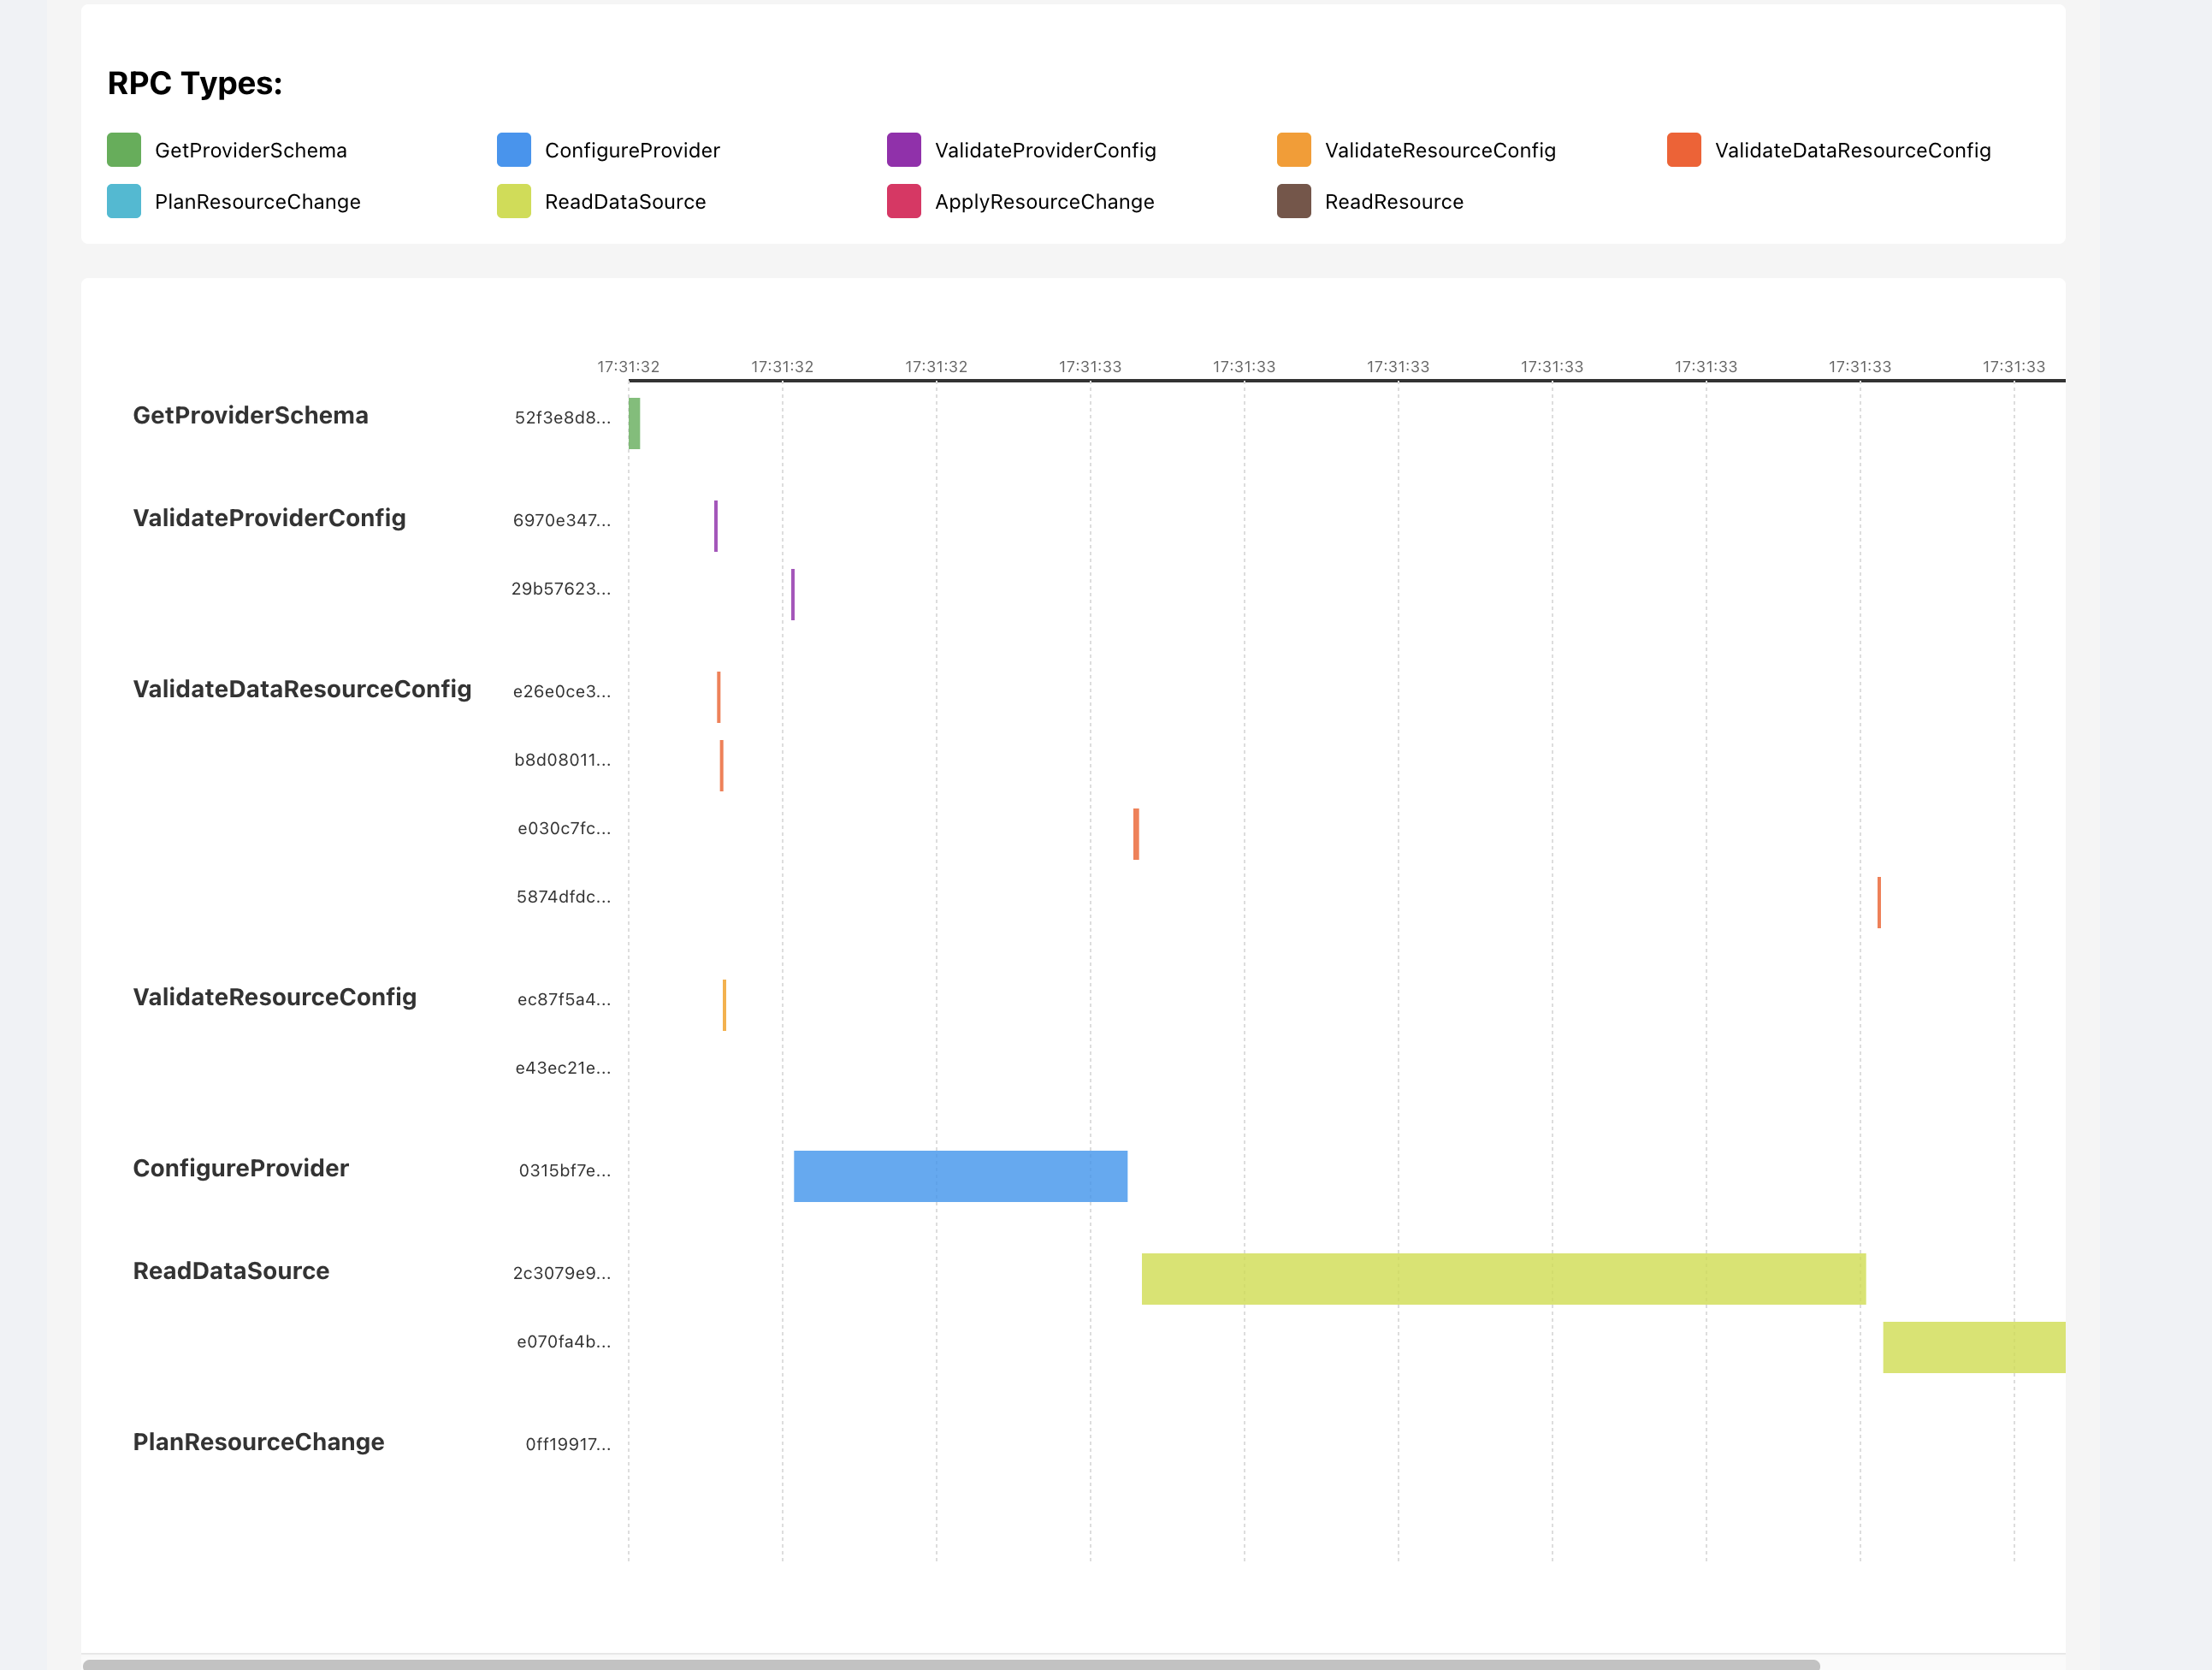 RPC Types:
GetProviderSchema ConfigureProvider ValidateProviderConfig ValidateResourceConfig ValidateDataResourceConfig
PlanResourceChange ReadDataSource ApplyResourceChange ReadResource
17:31:32 17:31:32 17:31:32 17:31:33 17:31:33 17:31:33 17:31:33 17:31:33 17:31:33 17:31:33
GetProviderSchema 52f3e8d8...
ValidateProviderConfig 6970e347...
29b57623...
ValidateDataResourceConfig e26e0ce3...
b8d08011...
e030c7fc...
5874dfdc...
ValidateResourceConfig ec87f5a4...
e43ec21e...
ConfigureProvider 0315bf7e...
ReadDataSource 2c3079e9...
e070fa4b...
PlanResourceChange 0ff19917...